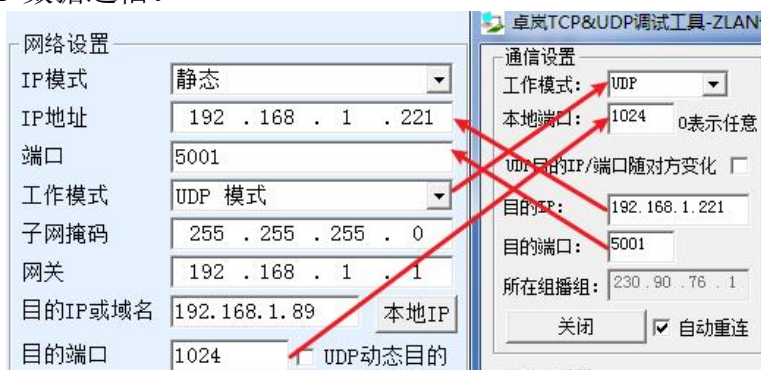 网络设置
IP模式 静态
IP地址 192 . 168 . 1 . 221
端口 5001
工作模式 UDP 模式
子网掩码 255 . 255 . 255 . 0
网关 192 . 168 . 1 . 1
目的IP或域名 192.168.1.89 本地IP
目的端口 1024 UDP动态目的
卓岚TCP&UDP调试工具-ZLAN
通信设置
工作模式: UDP
本地端口: 1024 0表示任意
UDP目的IP/端口随对方变化
目的IP: 192.168.1.221
目的端口: 5001
所在组播组: 230 . 90 . 76 . 1
关闭 自动重连